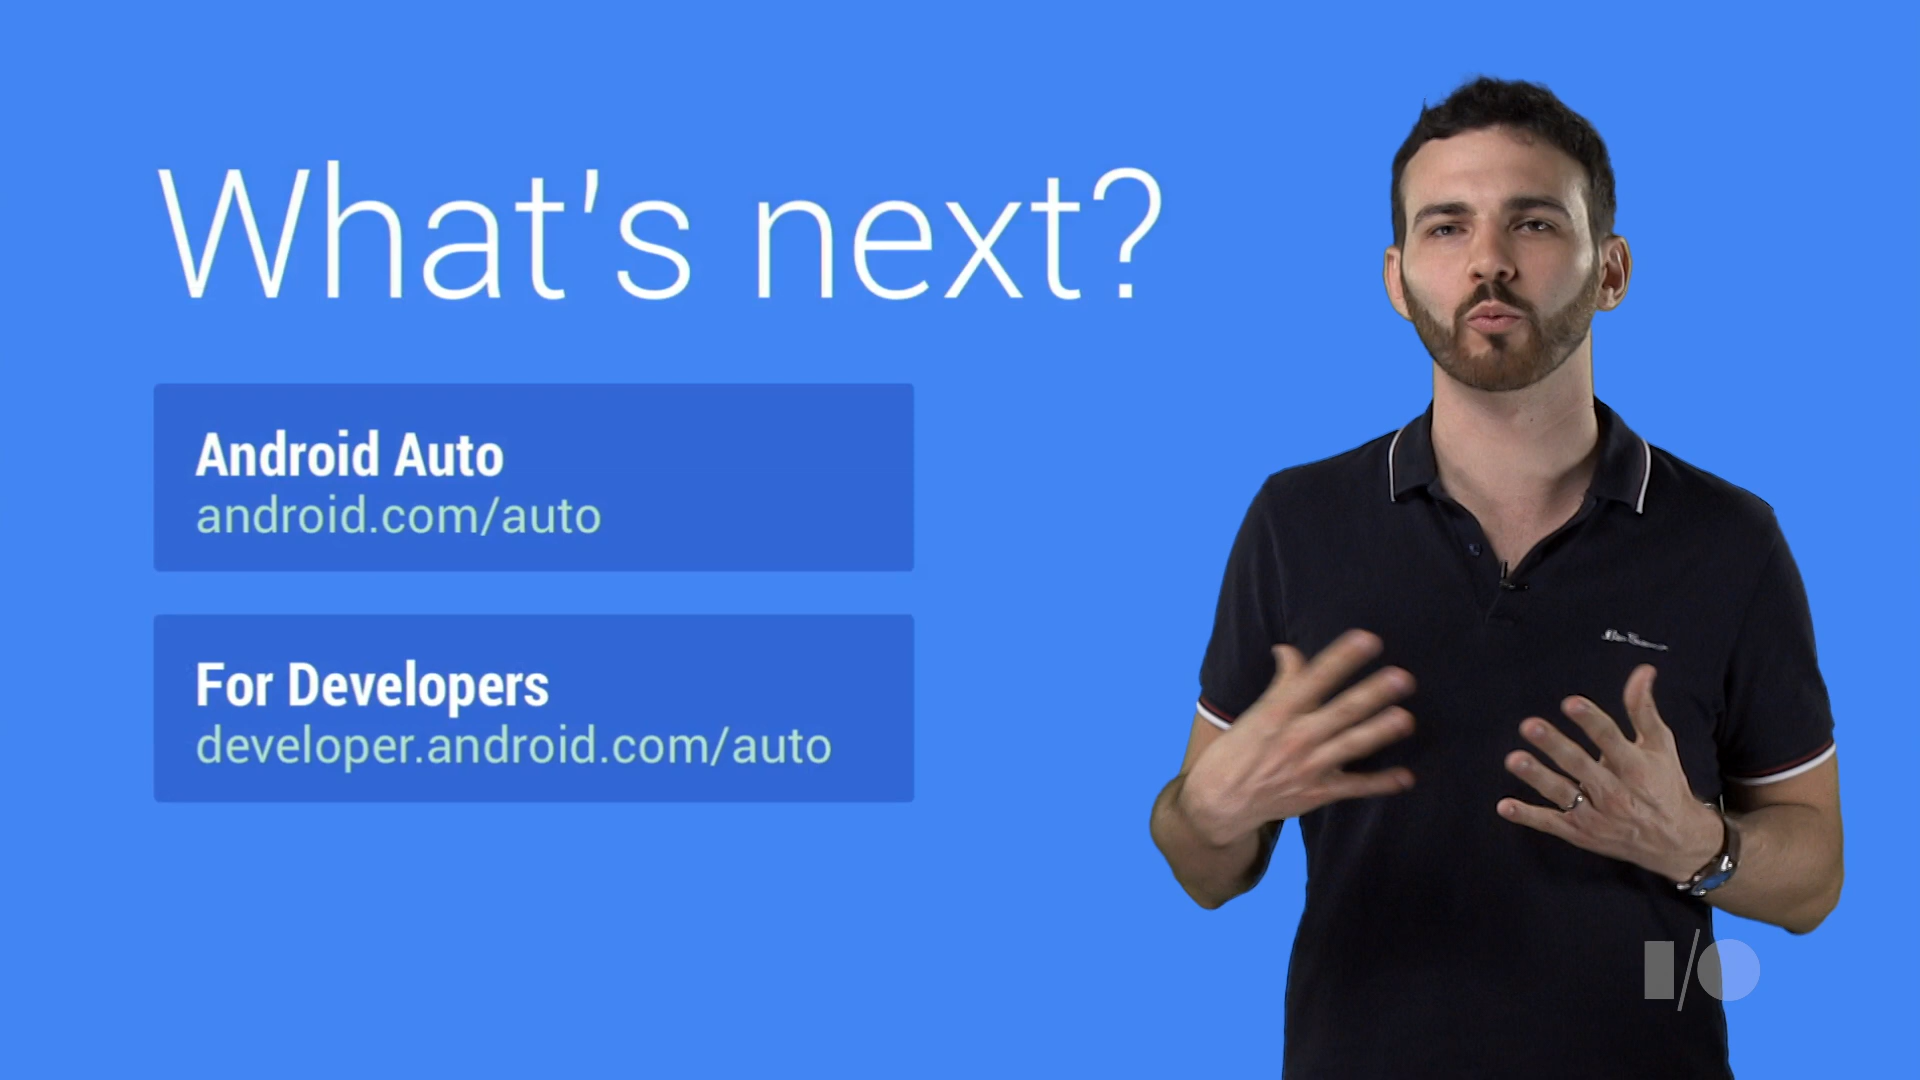 What's next?
Android Auto
android.com/auto
For Developers
developer.android.com/auto
I/O